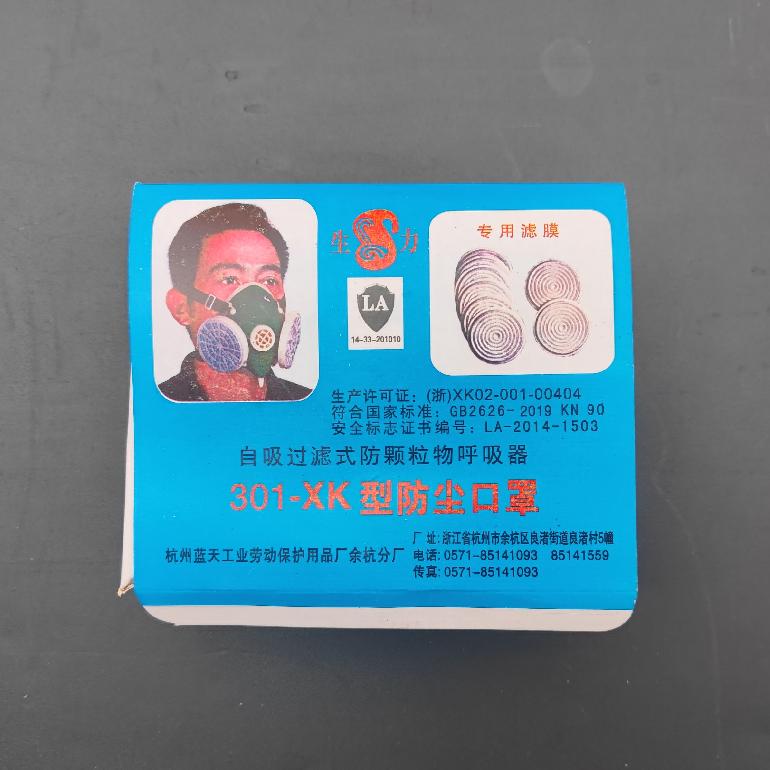 生力
专用滤膜
LA
14-33-201010
生产许可证：(浙)XK02-001-00404
符合国家标准：GB2626-2019 KN 90
安全标志证书编号：LA-2014-1503
自吸过滤式防颗粒物呼吸器
301-XK型防尘口罩
杭州蓝天工业劳动保护用品厂余杭分厂
厂 址:浙江省杭州市余杭区良渚街道良渚村5幢
电话:0571-85141093 85141559
传真:0571-85141093